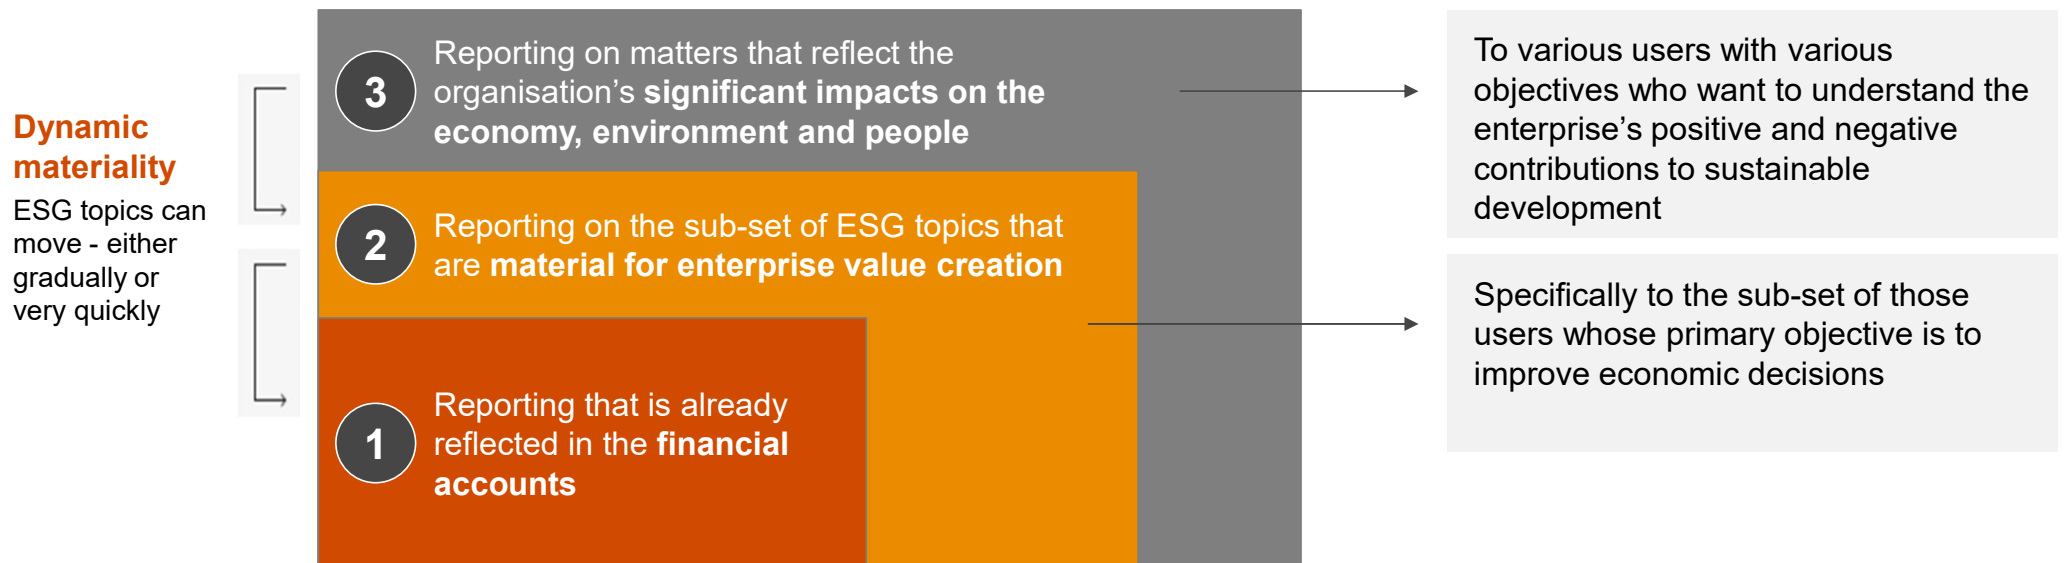 Dynamic
materiality
ESG topics can
move - either
gradually or
very quickly
3
Reporting on matters that reflect the
organisation’s significant impacts on the
economy, environment and people
2
Reporting on the sub-set of ESG topics that
are material for enterprise value creation
1
Reporting that is already
reflected in the financial
accounts
To various users with various
objectives who want to understand the
enterprise’s positive and negative
contributions to sustainable
development
Specifically to the sub-set of those
users whose primary objective is to
improve economic decisions